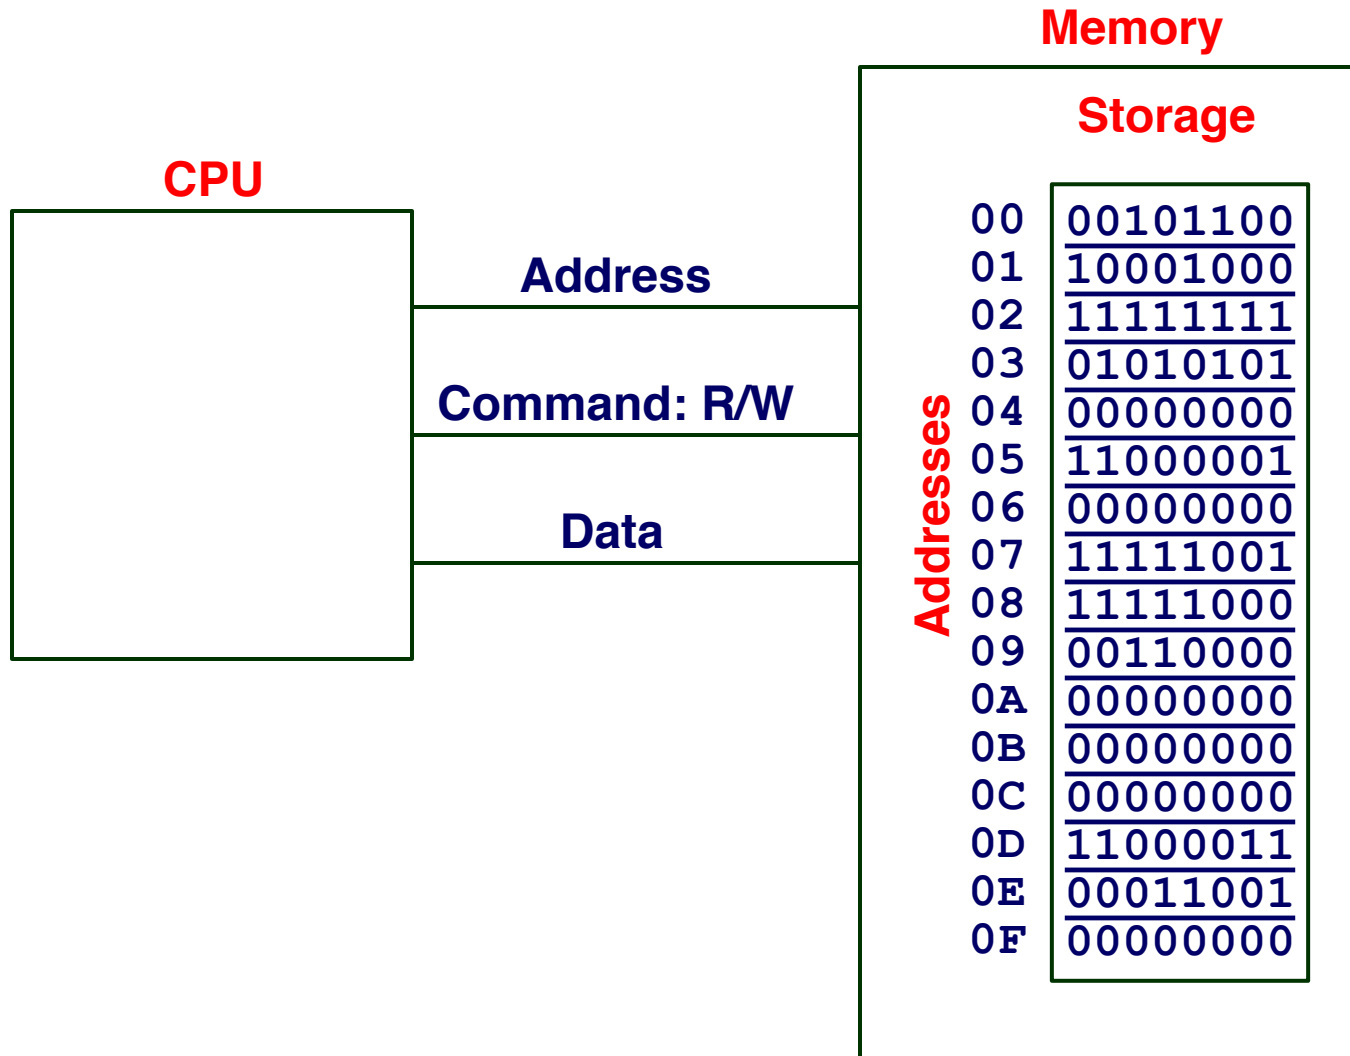 Memory
Storage
CPU
Address
Command: R/W
Data
Addresses
00 00101100
01 10001000
02 11111111
03 01010101
04 00000000
05 11000001
06 00000000
07 11111001
08 11111000
09 00110000
0A 00000000
0B 00000000
0C 00000000
0D 11000011
0E 00011001
0F 00000000